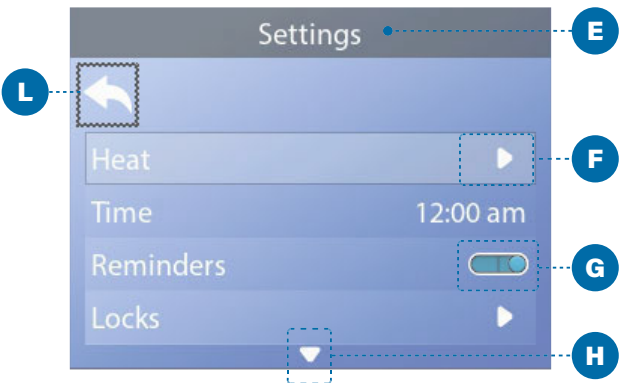 Settings
E
L
Heat
F
Time 12:00 am
Reminders
G
Locks
H